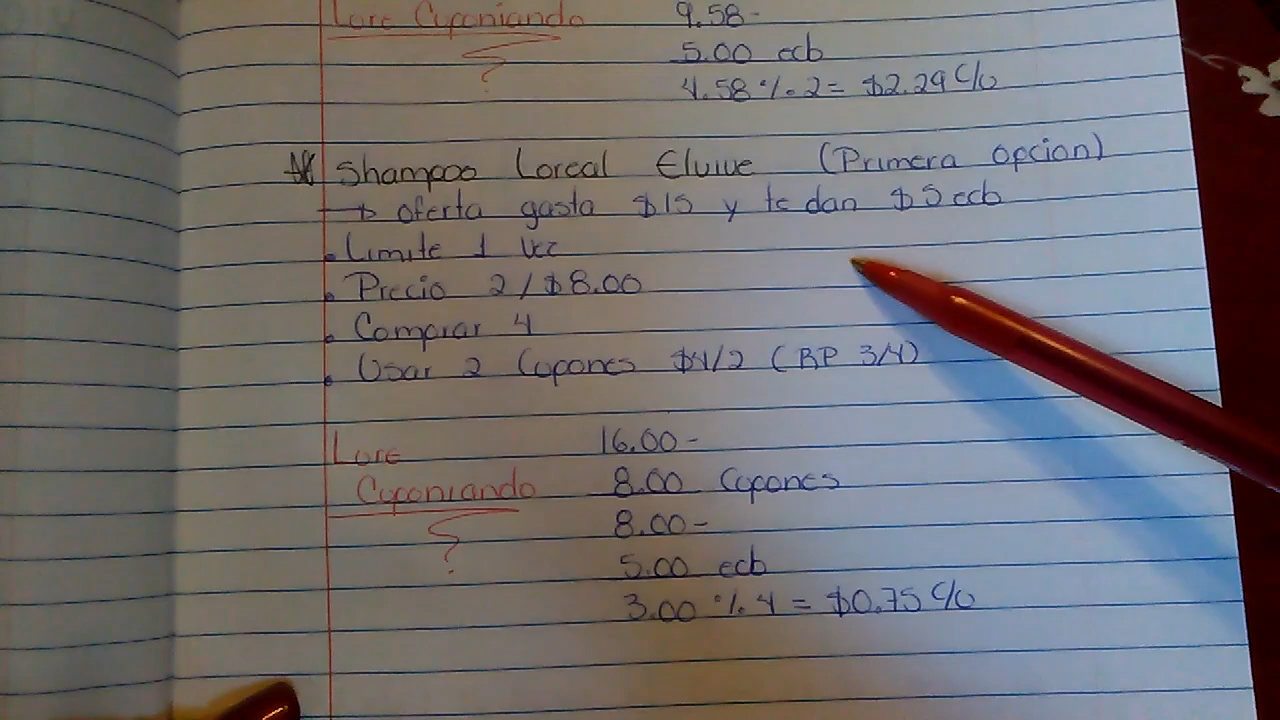 Lore Cuponiando
9.58-
5.00 ecb
4.58 % 2 = $2.29 c/o
Shampoo Loreal Elvive (Primera opcion)
→ oferta gasta $15 y te dan $5 ecb
• Limite 1 vez
• Precio 2/$8.00
• Comprar 4
• Usar 2 Cupones $4/2 (RP 3/4)
Lore
Cuponiando
16.00-
8.00 Cupones
8.00-
5.00 ecb
3.00 % 4 = $0.75 c/o